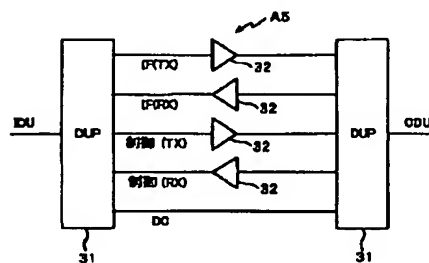 A5
IF(TX)
32
IF(RX)
32
IDU
DUP
制御 (TX)
32
DUP
ODU
制御 (RX)
32
DC
31
31